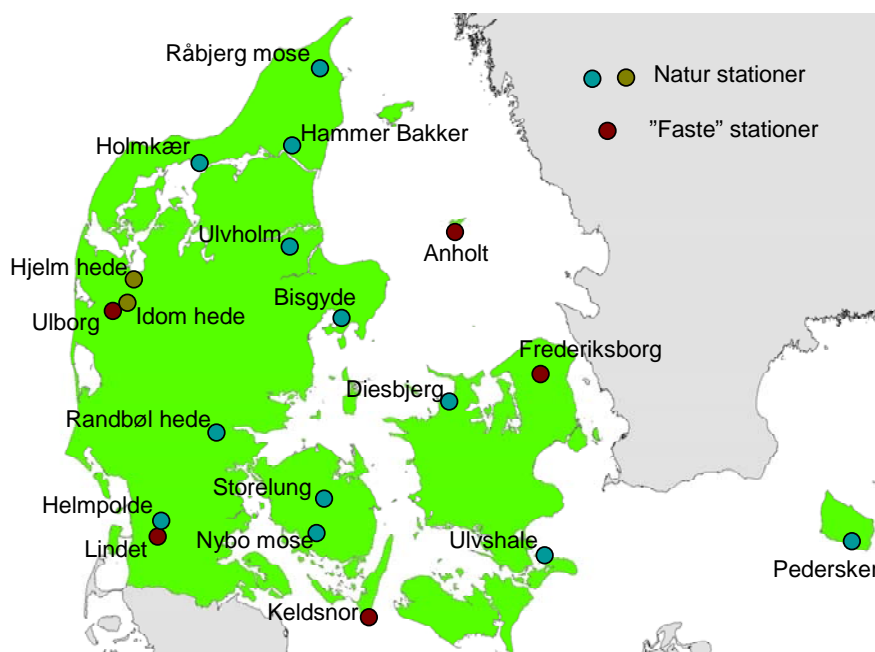 Råbjerg mose
Natur stationer
"Faste" stationer
Hammer Bakker
Holmkær
Ulvholm
Anholt
Hjelm hede
Bisgyde
Idom hede
Ulborg
Frederiksborg
Diesbjerg
Randbøl hede
Storelung
Helmpolde
Nybo mose
Ulvshale
Lindet
Pedersker
Keldsnor